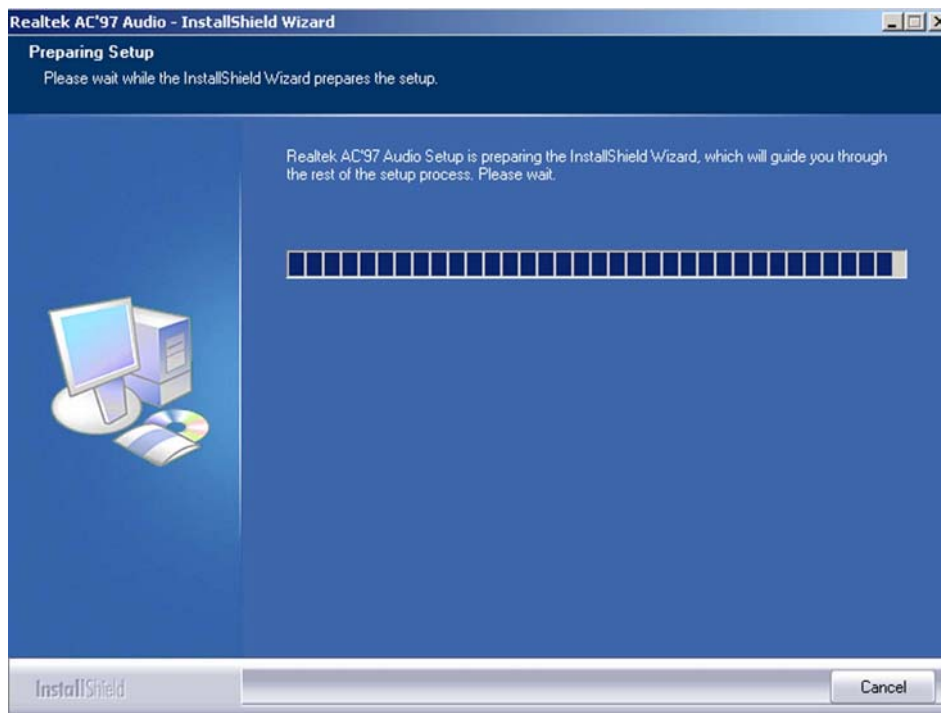 Realtek AC'97 Audio - InstallShield Wizard
Preparing Setup
Please wait while the InstallShield Wizard prepares the setup.
Realtek AC'97 Audio Setup is preparing the InstallShield Wizard, which will guide you through
the rest of the setup process. Please wait.
InstallShield
Cancel